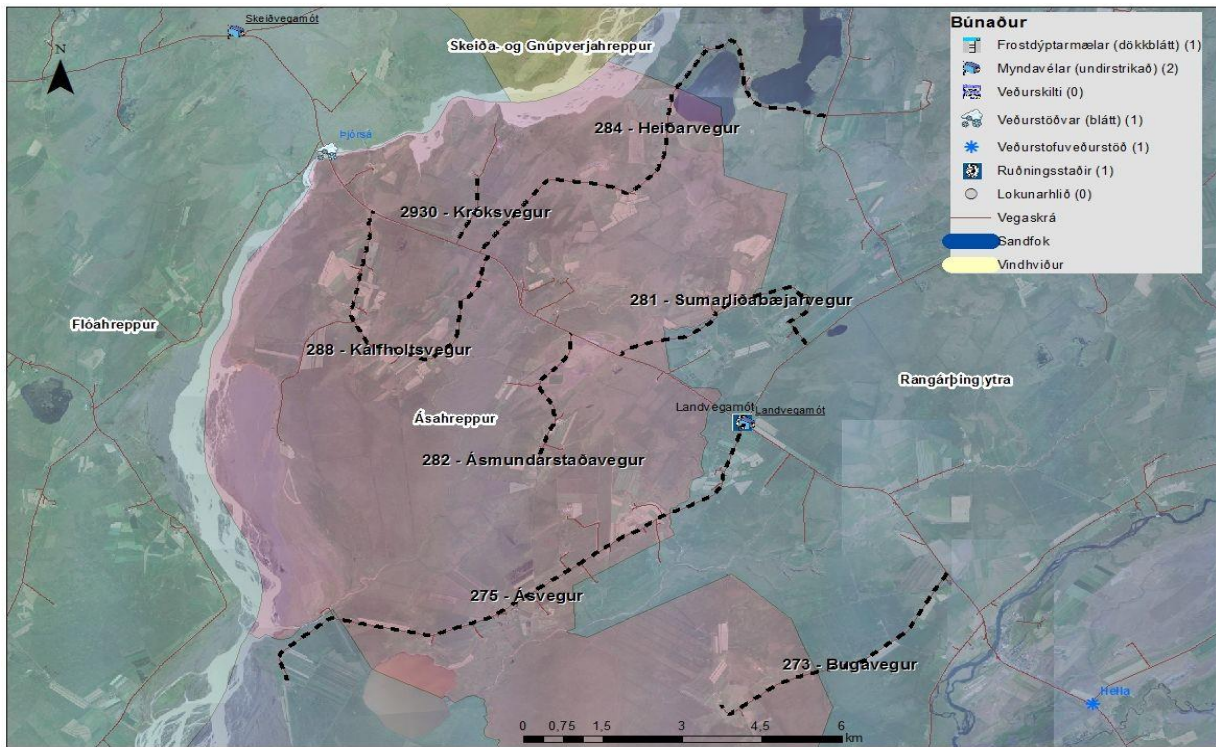 Skeiðvegamót
Skeiða- og Gnúpverjahreppur
N
Þjórsá
284 - Heiðarvegur
2930 - Króksvegur
281 - Sumarliðabæjarvegur
Flóahreppur
288 - Kálfholtsvegur
Rangárþing ytra
Ásahreppur
Landvegamót
Landvegamót
282 - Ásmundarstaðavegur
275 - Ásvegur
273 - Bugavegur
Hella
0 0,75 1,5 3 4,5 6
km
Búnaður
Frostdýptarmælar (dökkblátt) (1)
Myndavélar (undirstrikað) (2)
Veðurskilti (0)
Veðurstöðvar (blátt) (1)
Veðurstofuveðurstöð (1)
Ruðningsstaðir (1)
Lokunarhlið (0)
Vegaskrá
Sandfok
Vindhviður